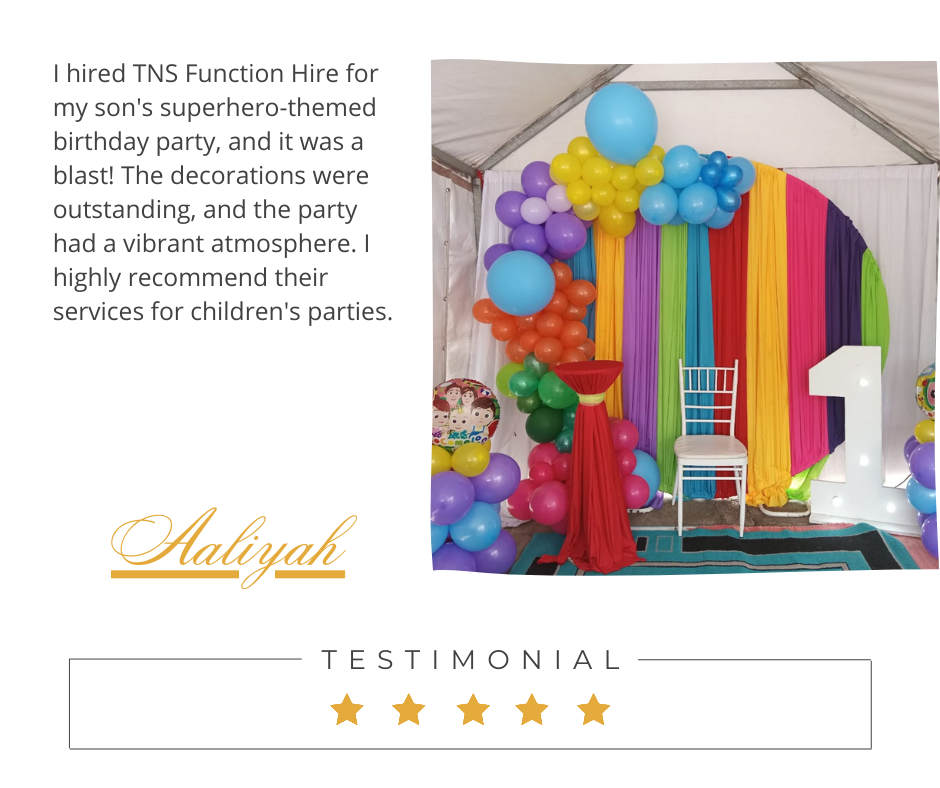 I hired TNS Function Hire for
my son's superhero-themed
birthday party, and it was a
blast! The decorations were
outstanding, and the party
had a vibrant atmosphere. I
highly recommend their
services for children's parties.
1
Aaliyah
TESTIMONIAL